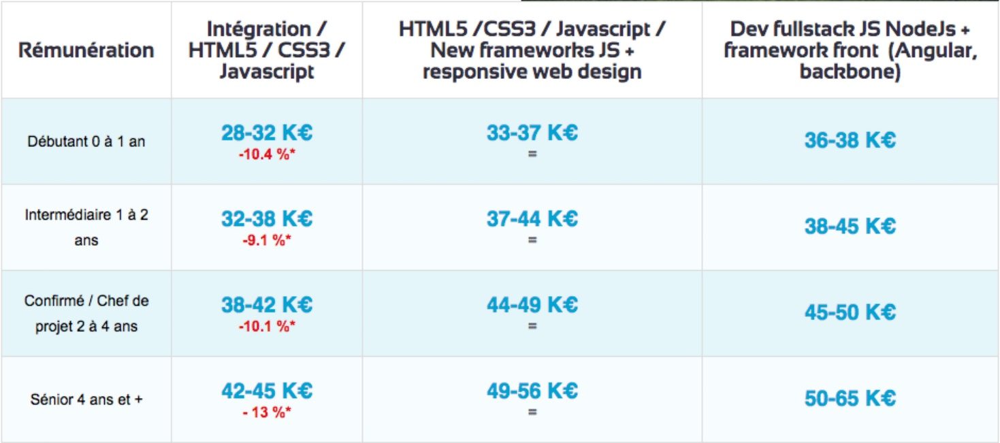 Rémunération
Intégration /
HTML5 / CSS3 /
Javascript
HTML5 /CSS3 / Javascript /
New frameworks JS +
responsive web design
Dev fullstack JS NodeJs +
framework front (Angular,
backbone)
Débutant 0 à 1 an
28-32 K€
-10.4 %*
33-37 K€
=
36-38 K€
Intermédiaire 1 à 2
ans
32-38 K€
-9.1 %*
37-44 K€
=
38-45 K€
Confirmé / Chef de
projet 2 à 4 ans
38-42 K€
-10.1 %*
44-49 K€
=
45-50 K€
Sénior 4 ans et +
42-45 K€
- 13 %*
49-56 K€
=
50-65 K€